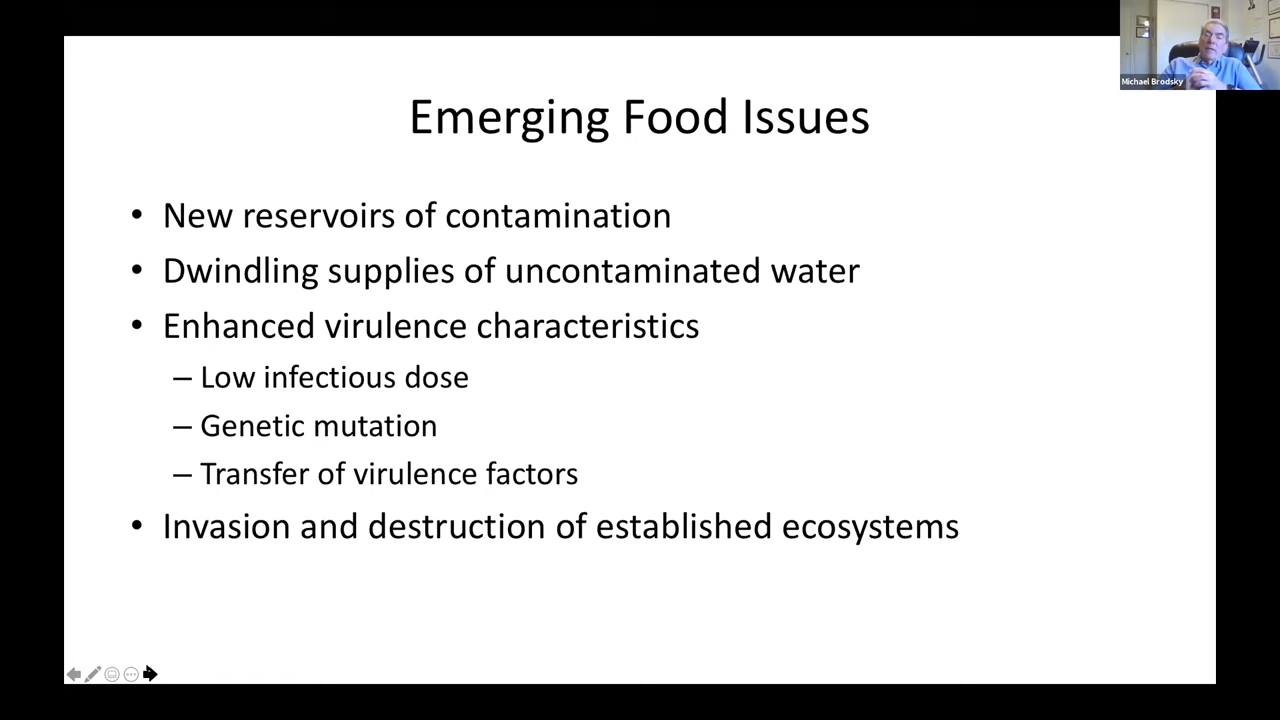 Michael Brodsky
Emerging Food Issues
• New reservoirs of contamination
• Dwindling supplies of uncontaminated water
• Enhanced virulence characteristics
– Low infectious dose
– Genetic mutation
– Transfer of virulence factors
• Invasion and destruction of established ecosystems